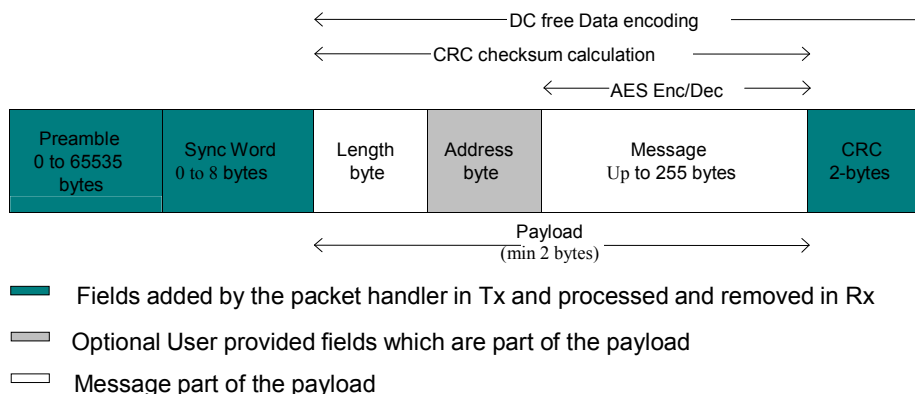 DC free Data encoding
CRC checksum calculation
AES Enc/Dec
Preamble
0 to 65535
bytes
Sync Word
0 to 8 bytes
Length
byte
Address
byte
Message
Up to 255 bytes
CRC
2-bytes
Payload
(min 2 bytes)
Fields added by the packet handler in Tx and processed and removed in Rx
Optional User provided fields which are part of the payload
Message part of the payload